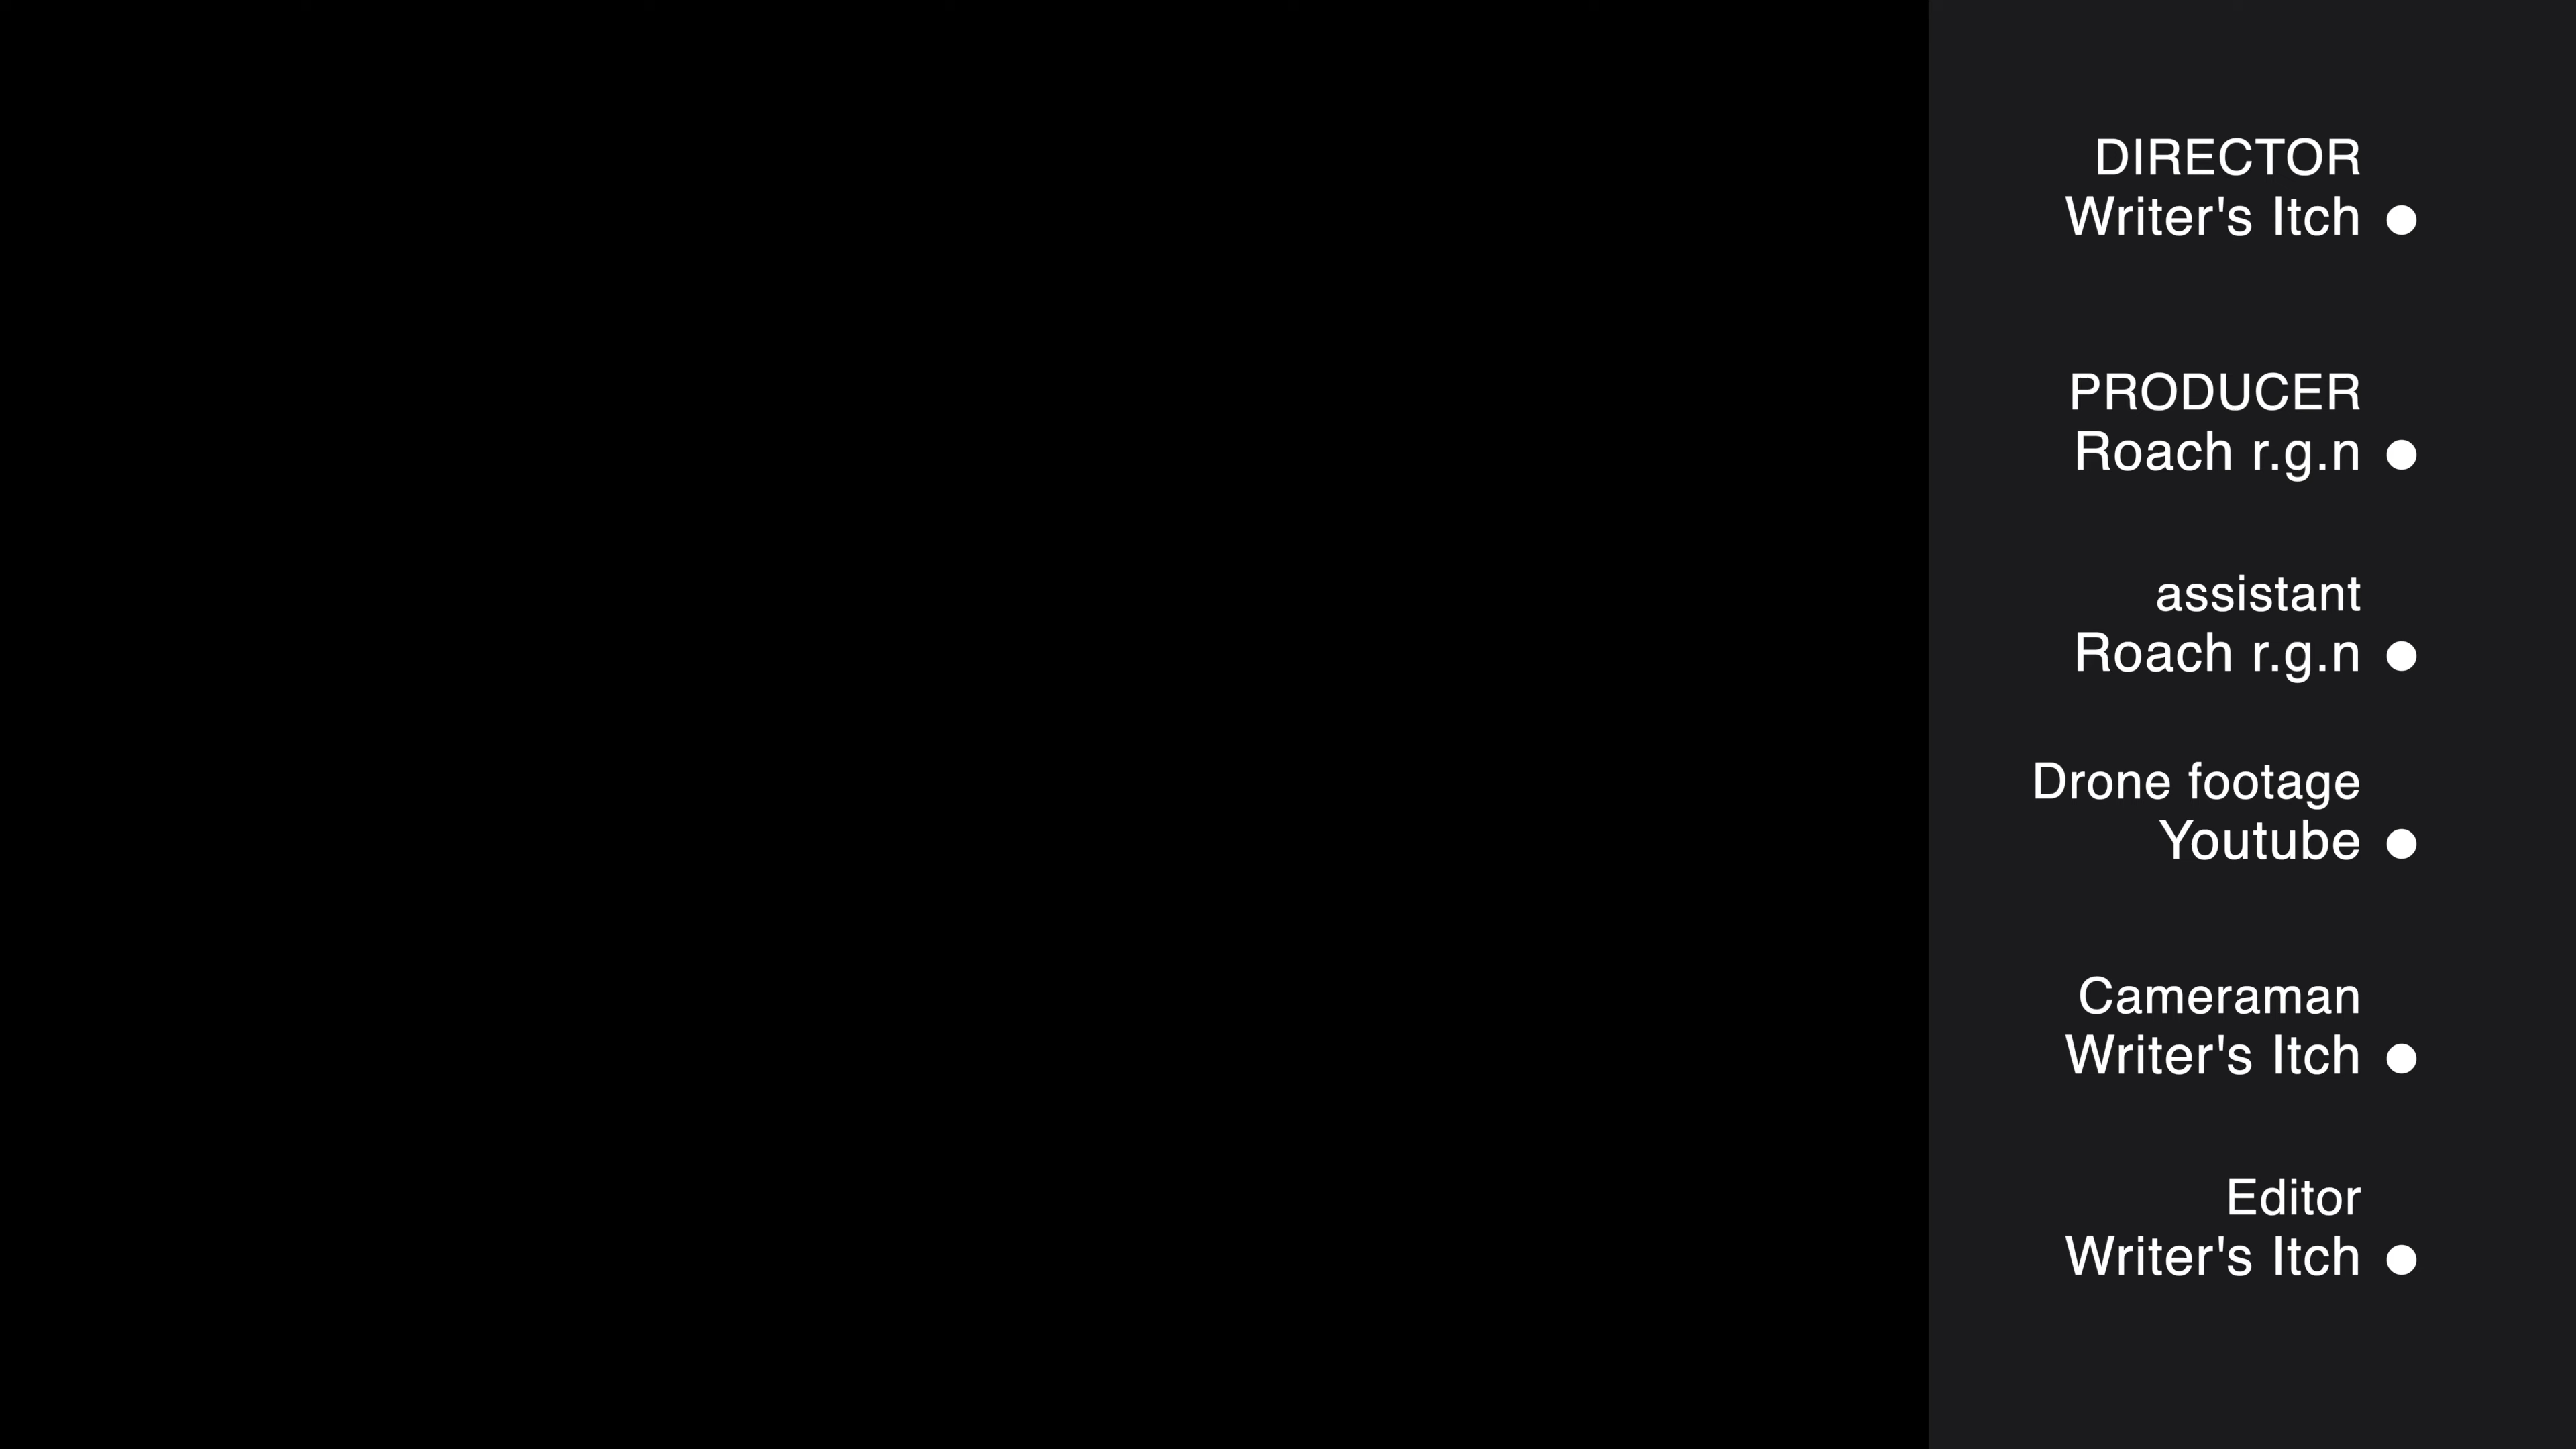 DIRECTOR
Writer's Itch
PRODUCER
Roach r.g.n
assistant
Roach r.g.n
Drone footage
Youtube
Cameraman
Writer's Itch
Editor
Writer's Itch